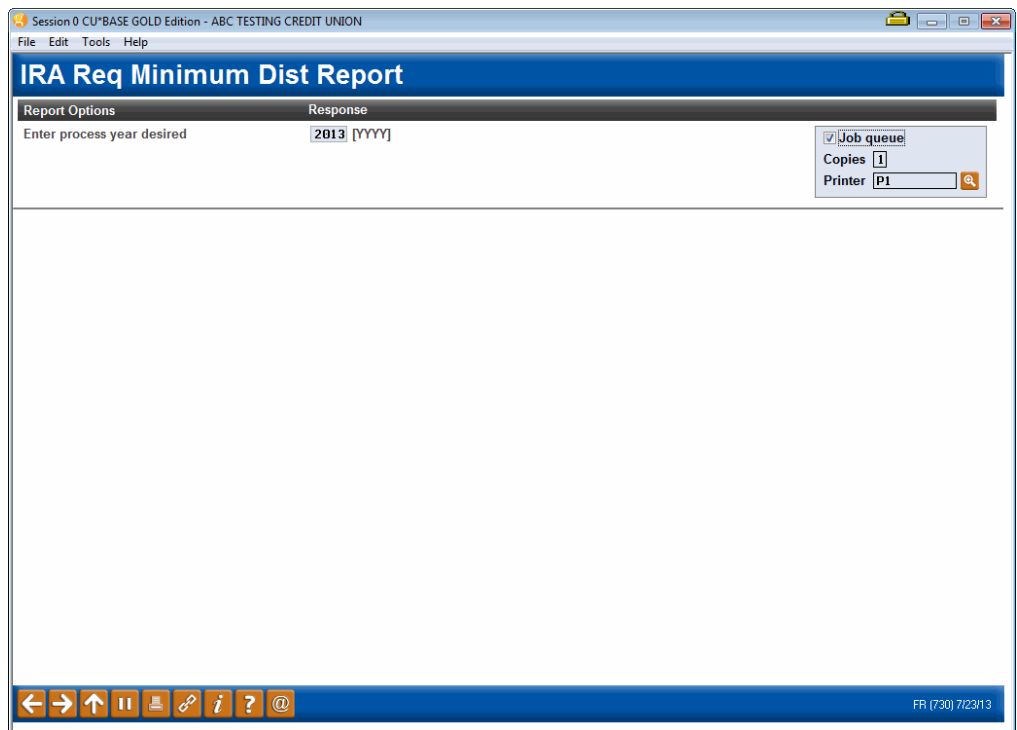 Session 0 CU*BASE GOLD Edition - ABC TESTING CREDIT UNION
File Edit Tools Help
IRA Req Minimum Dist Report
Report Options Response
Enter process year desired 2013 [YYYY]
Job queue
Copies 1
Printer P1
FR (730) 7/23/13